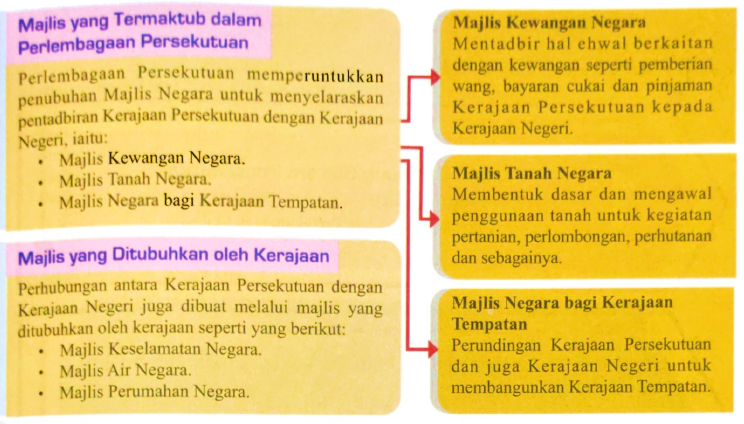 Majlis yang Termaktub dalam
Perlembagaan Persekutuan
Perlembagaan Persekutuan memperuntukkan
penubuhan Majlis Negara untuk menyelaraskan
pentadbiran Kerajaan Persekutuan dengan Kerajaan
Negeri, iaitu:
• Majlis Kewangan Negara.
• Majlis Tanah Negara.
• Majlis Negara bagi Kerajaan Tempatan.
Majlis yang Ditubuhkan oleh Kerajaan
Perhubungan antara Kerajaan Persekutuan dengan
Kerajaan Negeri juga dibuat melalui majlis yang
ditubuhkan oleh kerajaan seperti yang berikut:
• Majlis Keselamatan Negara.
• Majlis Air Negara.
• Majlis Perumahan Negara.
Majlis Kewangan Negara
Mentadbir hal ehwal berkaitan
dengan kewangan seperti pemberian
wang, bayaran cukai dan pinjaman
Kerajaan Persekutuan kepada
Kerajaan Negeri.
Majlis Tanah Negara
Membentuk dasar dan mengawal
penggunaan tanah untuk kegiatan
pertanian, perlombongan, perhutanan
dan sebagainya.
Majlis Negara bagi Kerajaan
Tempatan
Perundingan Kerajaan Persekutuan
dan juga Kerajaan Negeri untuk
membangunkan Kerajaan Tempatan.